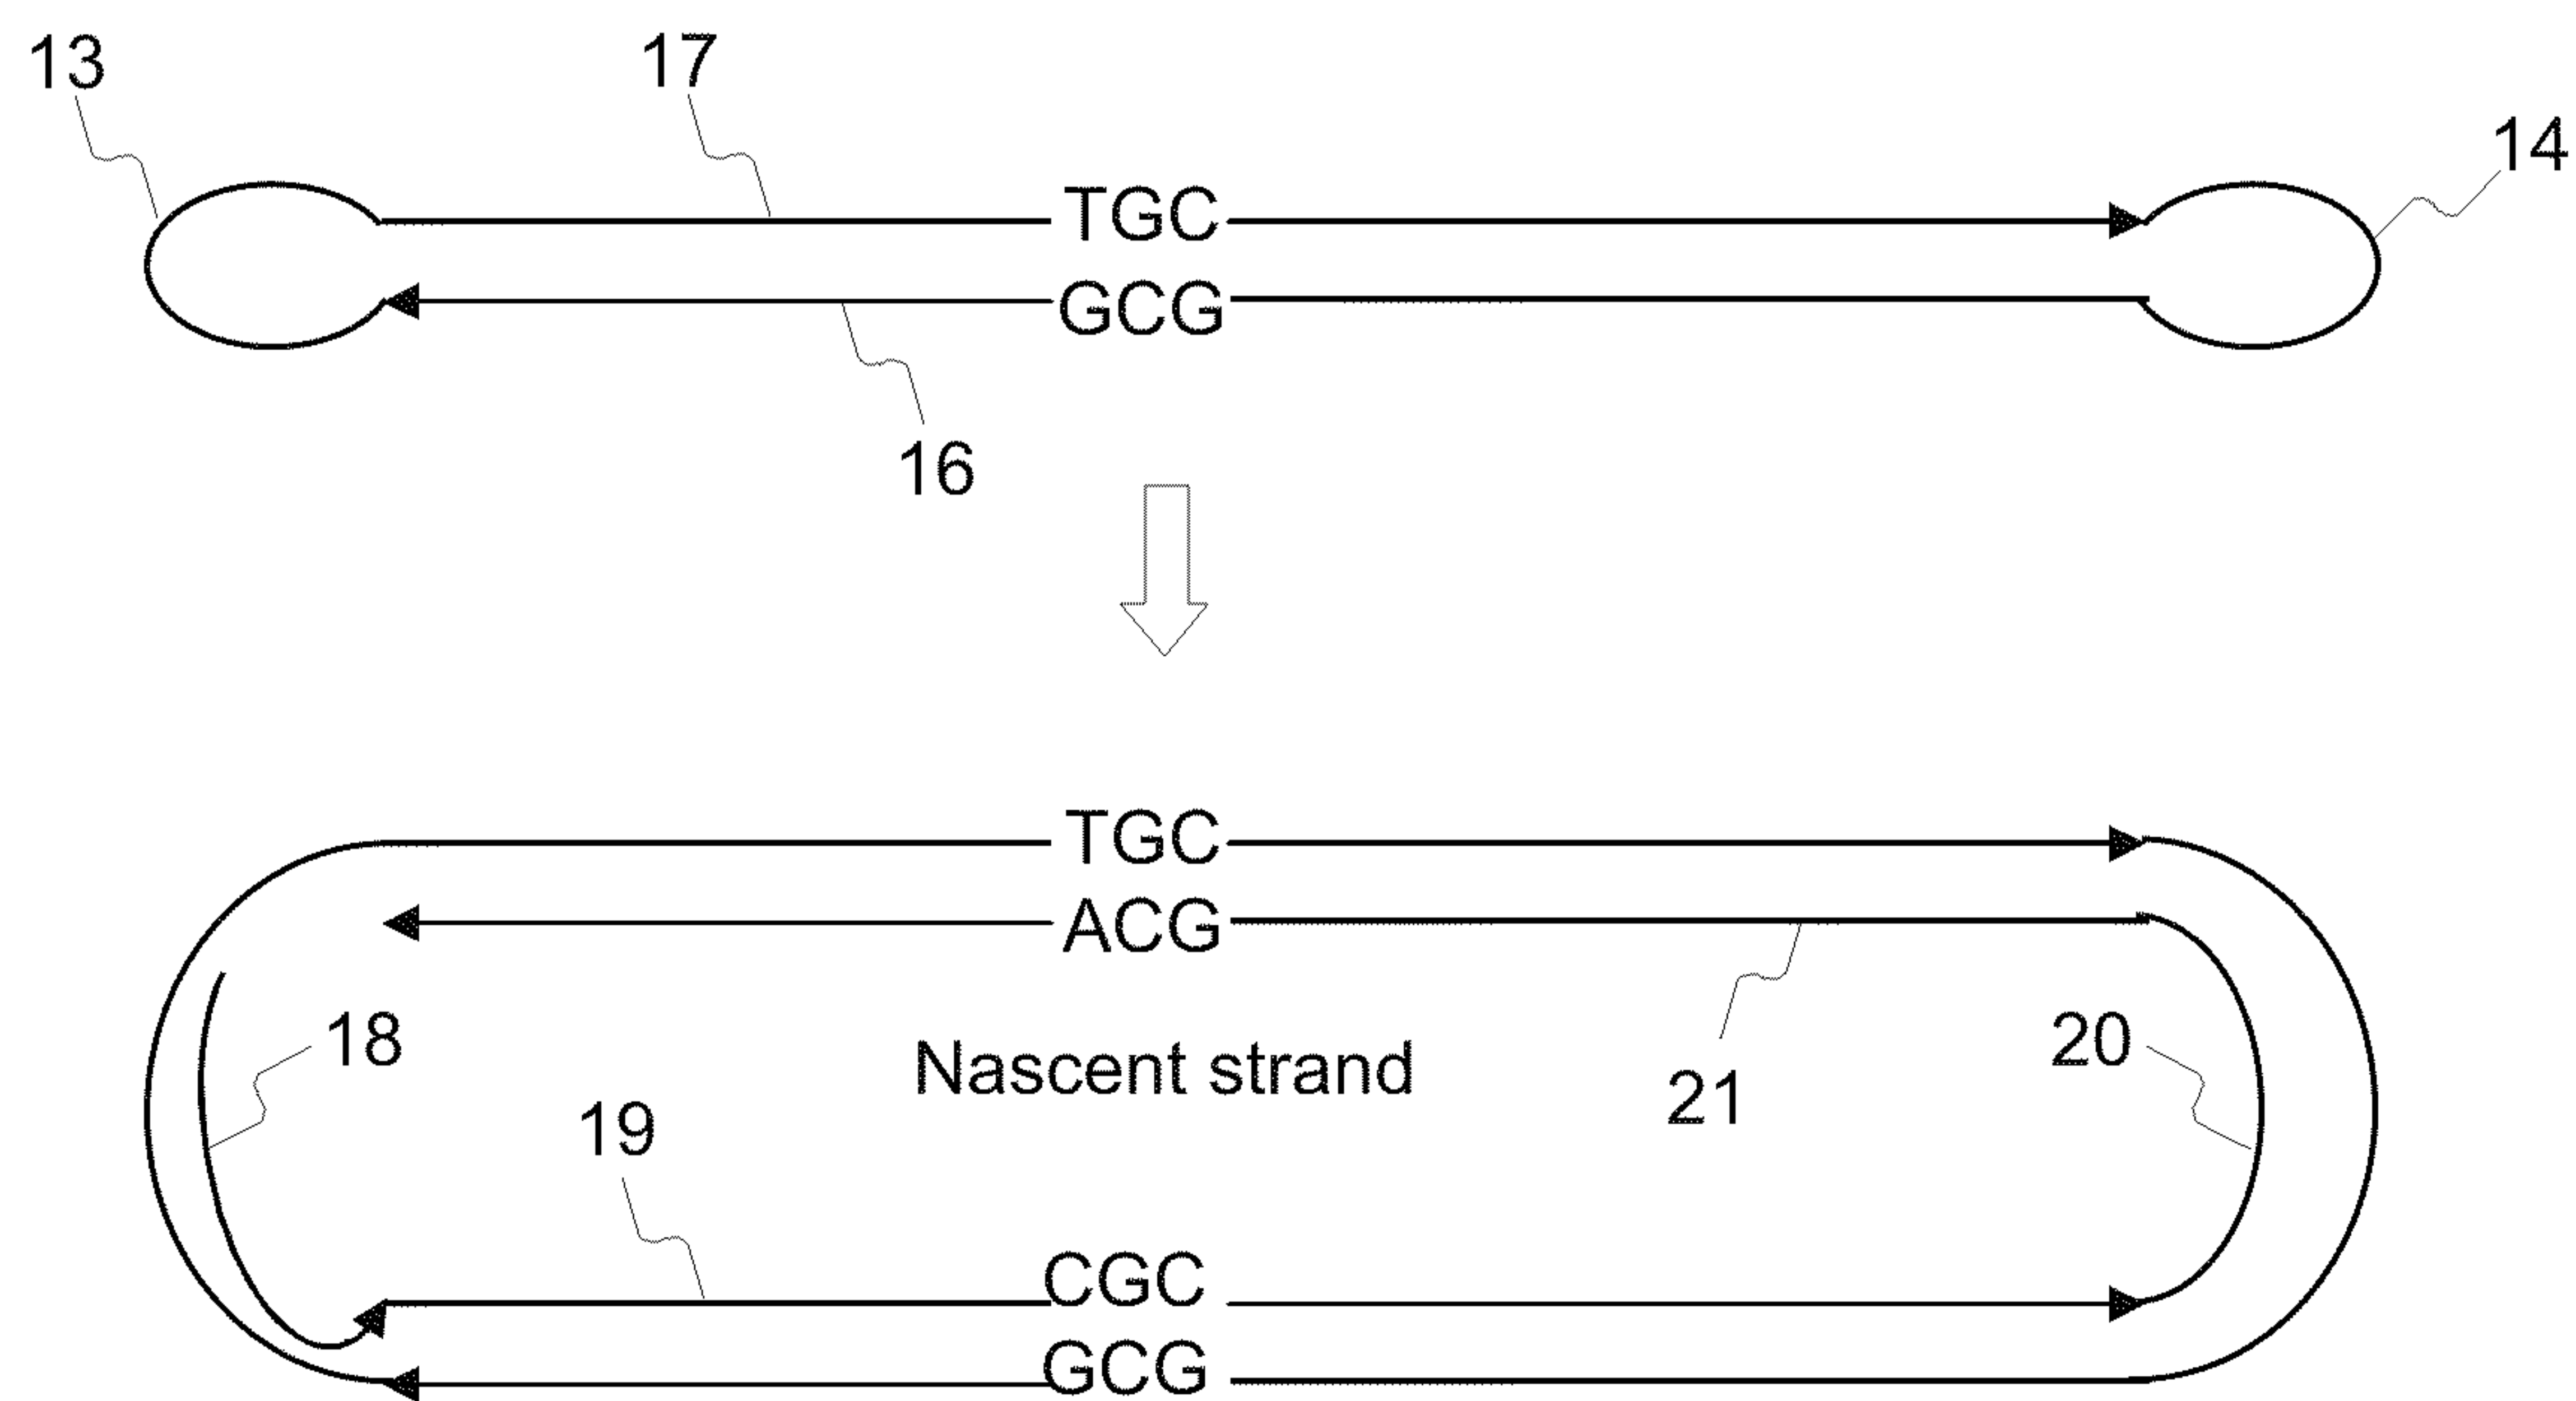 13
17
14
TGC
GCG
16
TGC
ACG
18
Nascent strand
20
21
19
CGC
GCG